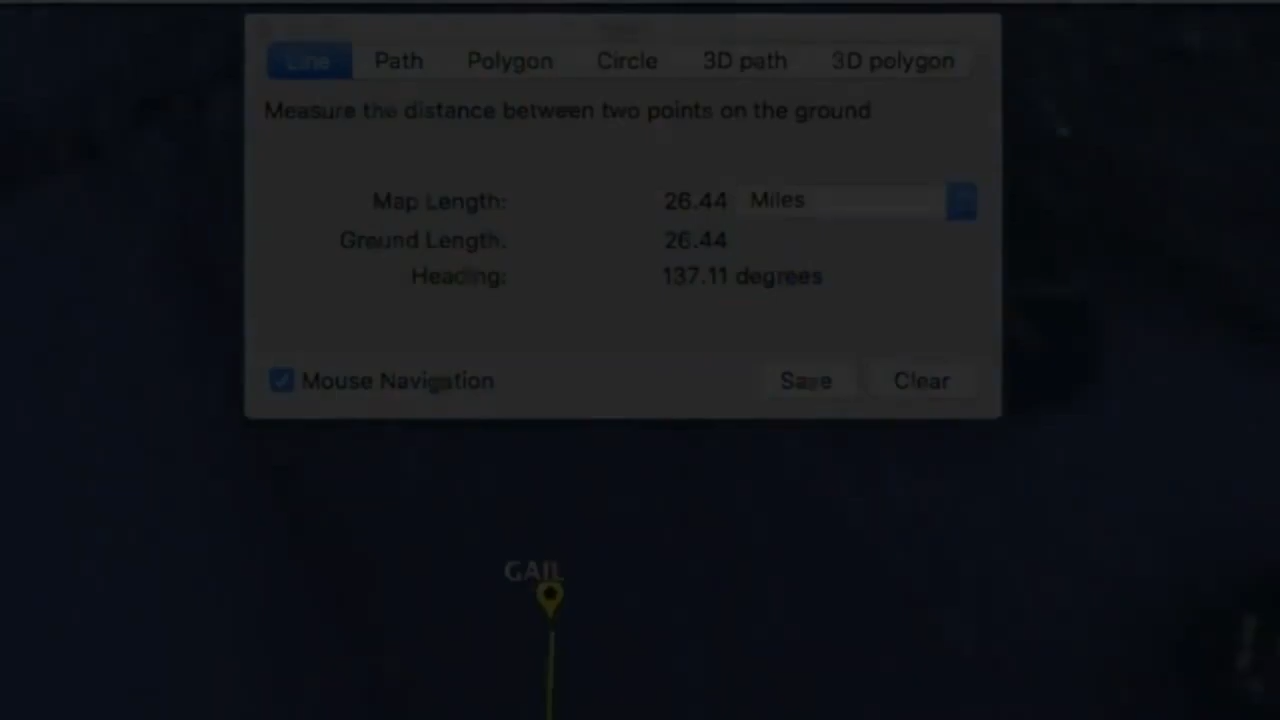 Line Path Polygon Circle 3D path 3D polygon
Measure the distance between two points on the ground
Map Length: 26.44 Miles
Ground Length: 26.44
Heading: 137.11 degrees
Mouse Navigation Save Clear
GAIL